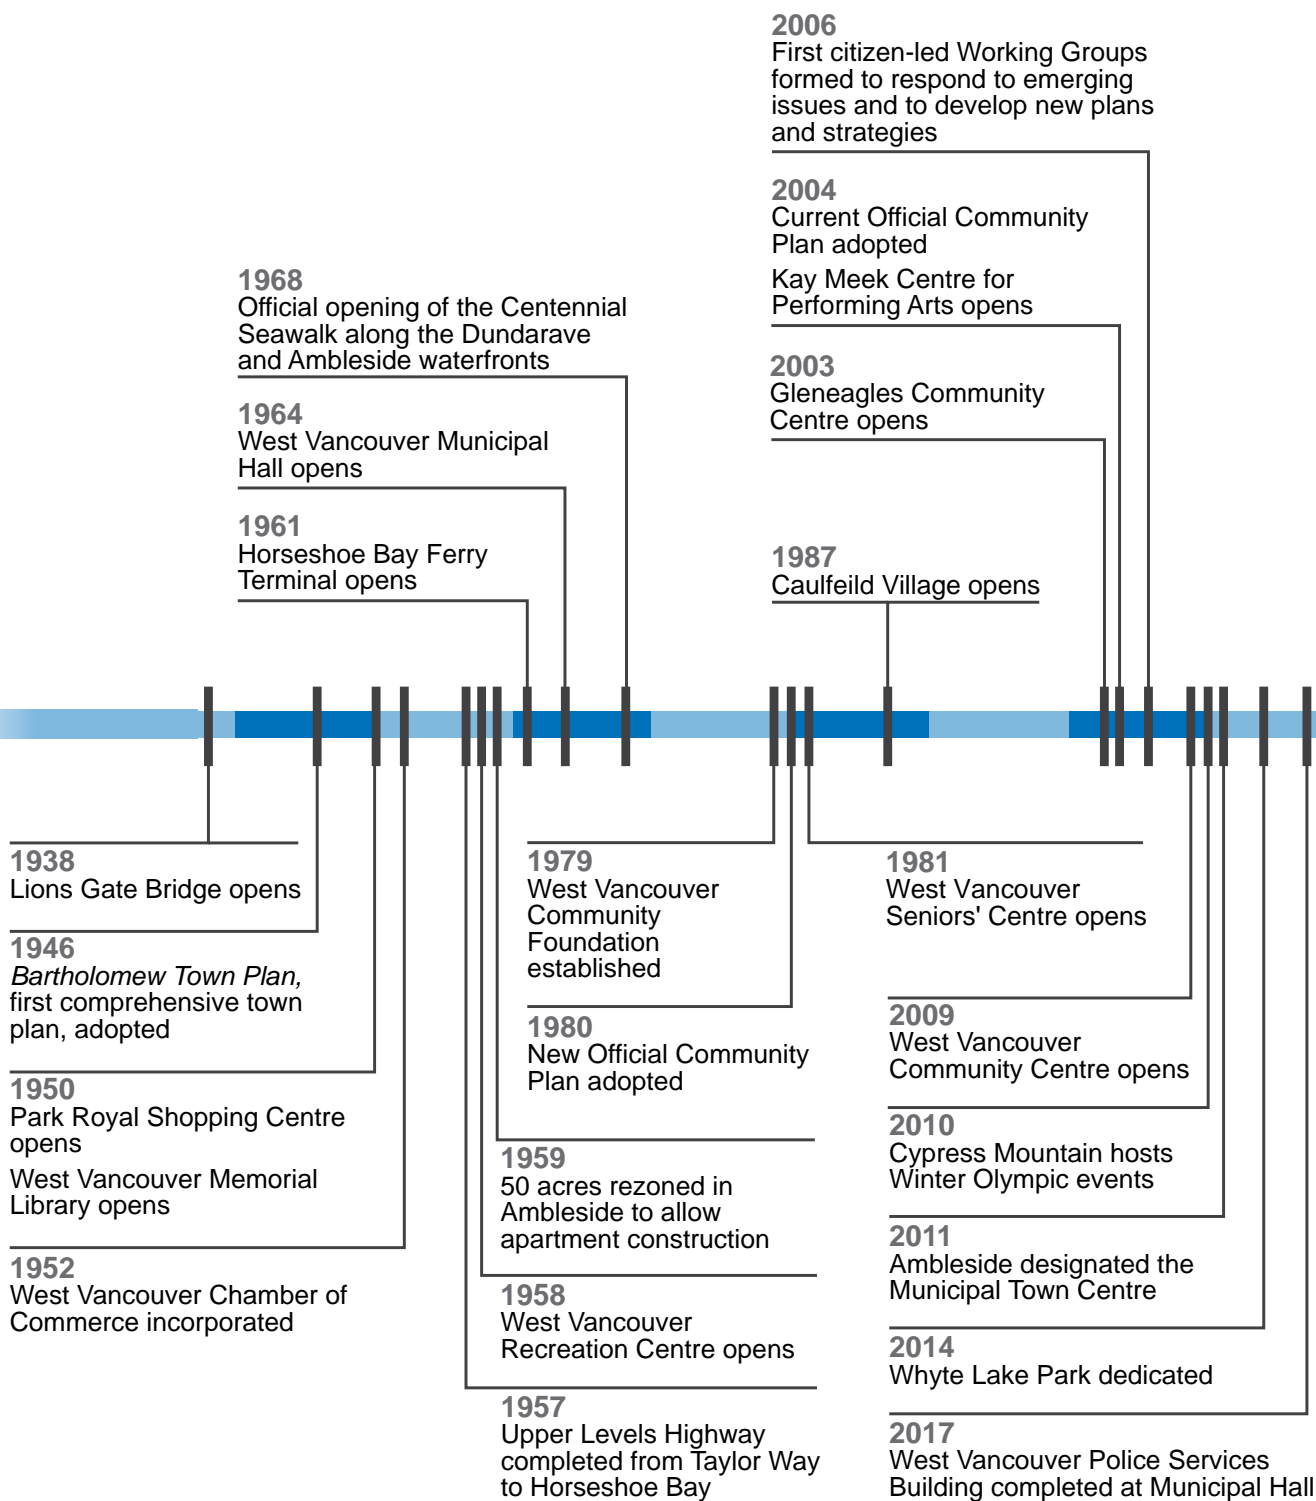 2006
First citizen-led Working Groups
formed to respond to emerging
issues and to develop new plans
and strategies
2004
Current Official Community
Plan adopted
Kay Meek Centre for
Performing Arts opens
2003
Gleneagles Community
Centre opens
1987
Caulfeild Village opens
1968
Official opening of the Centennial
Seawalk along the Dundarave
and Ambleside waterfronts
1964
West Vancouver Municipal
Hall opens
1961
Horseshoe Bay Ferry
Terminal opens
1938
Lions Gate Bridge opens
1946
Bartholomew Town Plan,
first comprehensive town
plan, adopted
1950
Park Royal Shopping Centre
opens
West Vancouver Memorial
Library opens
1952
West Vancouver Chamber of
Commerce incorporated
1979
West Vancouver
Community
Foundation
established
1980
New Official Community
Plan adopted
1959
50 acres rezoned in
Ambleside to allow
apartment construction
1958
West Vancouver
Recreation Centre opens
1957
Upper Levels Highway
completed from Taylor Way
to Horseshoe Bay
1981
West Vancouver
Seniors' Centre opens
2009
West Vancouver
Community Centre opens
2010
Cypress Mountain hosts
Winter Olympic events
2011
Ambleside designated the
Municipal Town Centre
2014
Whyte Lake Park dedicated
2017
West Vancouver Police Services
Building completed at Municipal Hall